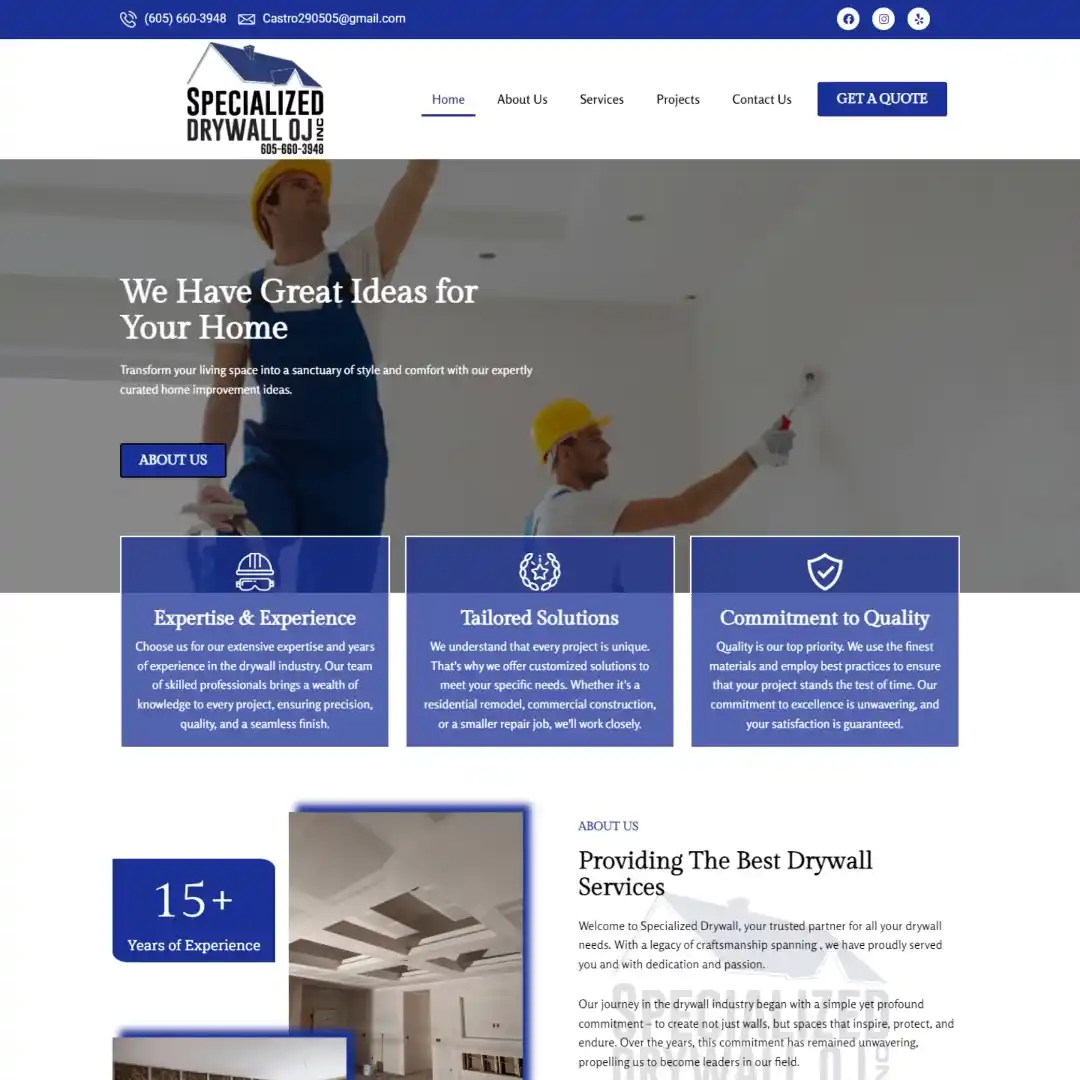 (605) 660-3948 Castro290505@gmail.com
SPECIALIZED
DRYWALL OJ INC
605-660-3948
Home About Us Services Projects Contact Us GET A QUOTE
We Have Great Ideas for
Your Home
Transform your living space into a sanctuary of style and comfort with our expertly
curated home improvement ideas.
ABOUT US
Expertise & Experience
Choose us for our extensive expertise and years
of experience in the drywall industry. Our team
of skilled professionals brings a wealth of
knowledge to every project, ensuring precision,
quality, and a seamless finish.
Tailored Solutions
We understand that every project is unique.
That's why we offer customized solutions to
meet your specific needs. Whether it's a
residential remodel, commercial construction,
or a smaller repair job, we'll work closely.
Commitment to Quality
Quality is our top priority. We use the finest
materials and employ best practices to ensure
that your project stands the test of time. Our
commitment to excellence is unwavering, and
your satisfaction is guaranteed.
15+
Years of Experience
ABOUT US
Providing The Best Drywall
Services
Welcome to Specialized Drywall, your trusted partner for all your drywall
needs. With a legacy of craftsmanship spanning , we have proudly served
you and with dedication and passion.
Our journey in the drywall industry began with a simple yet profound
commitment – to create not just walls, but spaces that inspire, protect, and
endure. Over the years, this commitment has remained unwavering,
propelling us to become leaders in our field.
SPECIALIZED
DRYWALL OJ INC